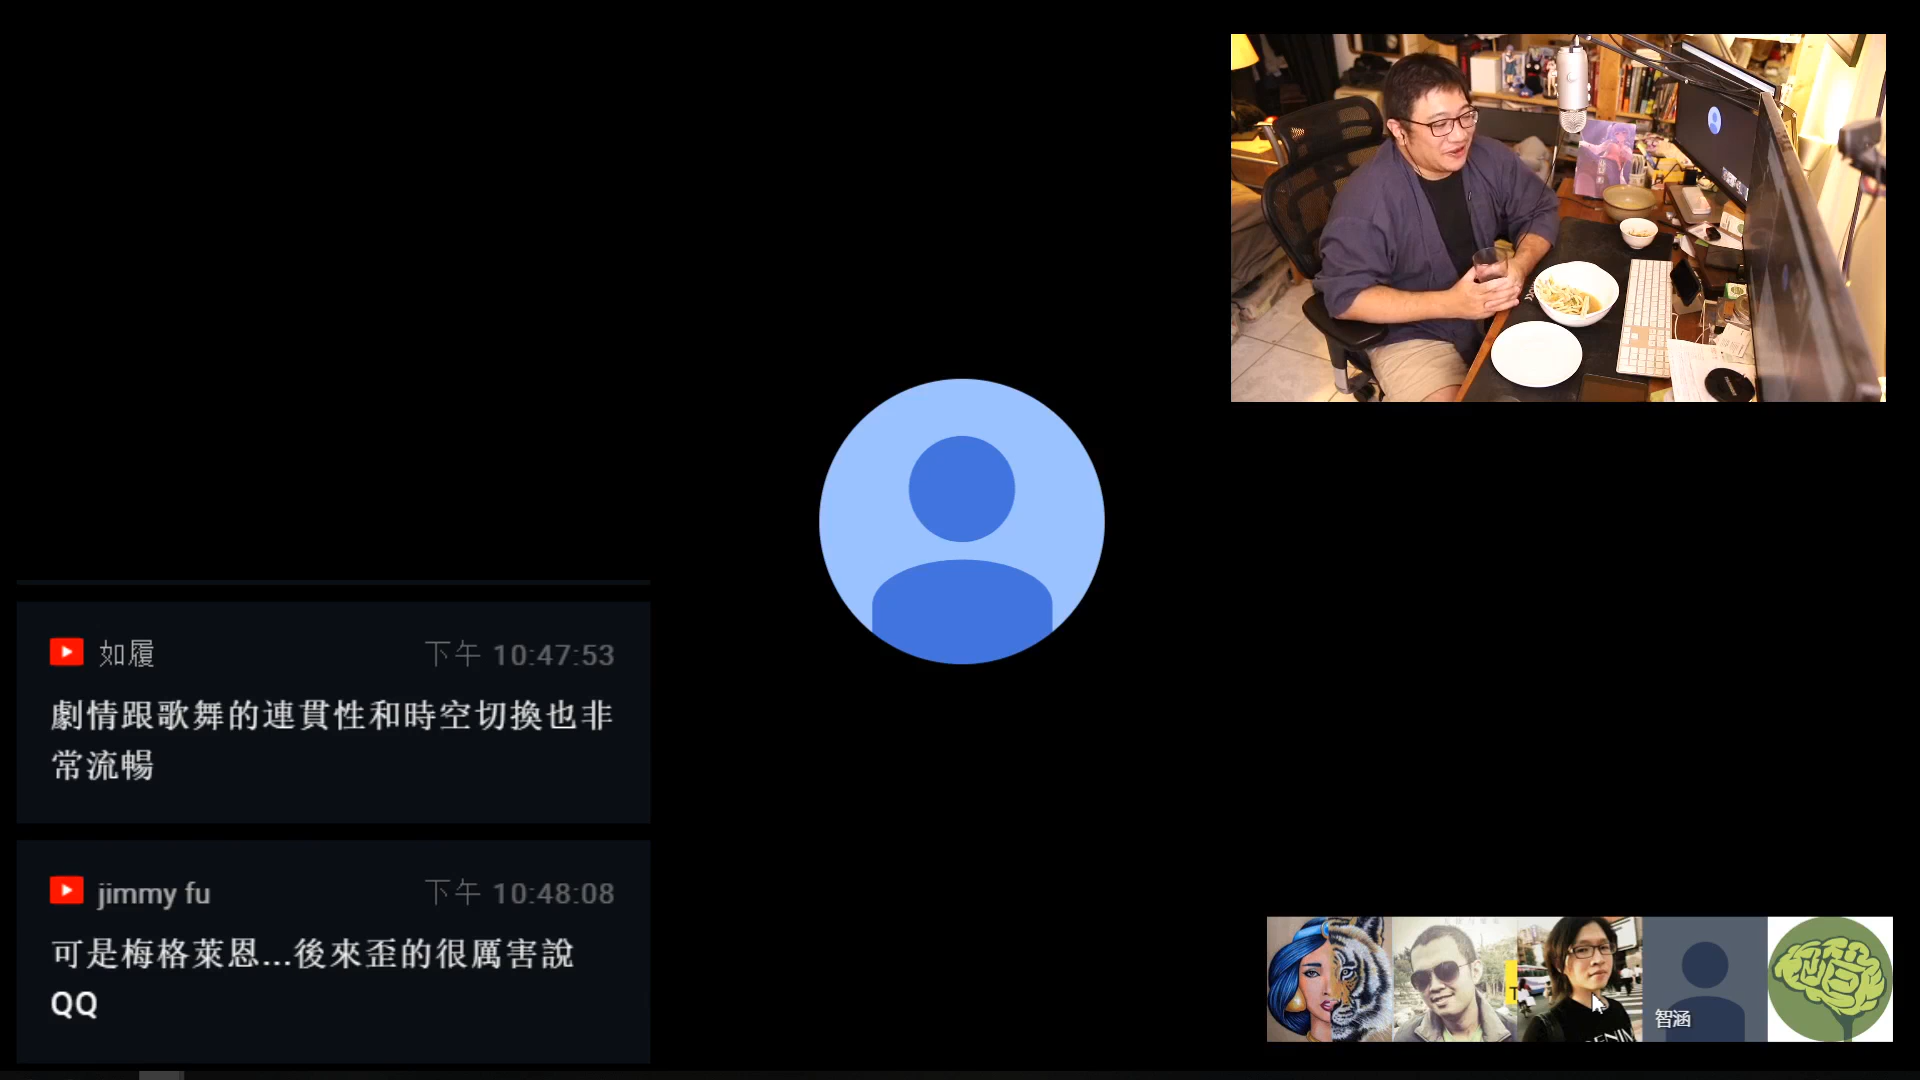 如履
下午 10:47:53
劇情跟歌舞的連貫性和時空切換也非
常流暢
jimmy fu
下午 10:48:08
可是梅格萊恩...後來歪的很厲害說
QQ
智涵